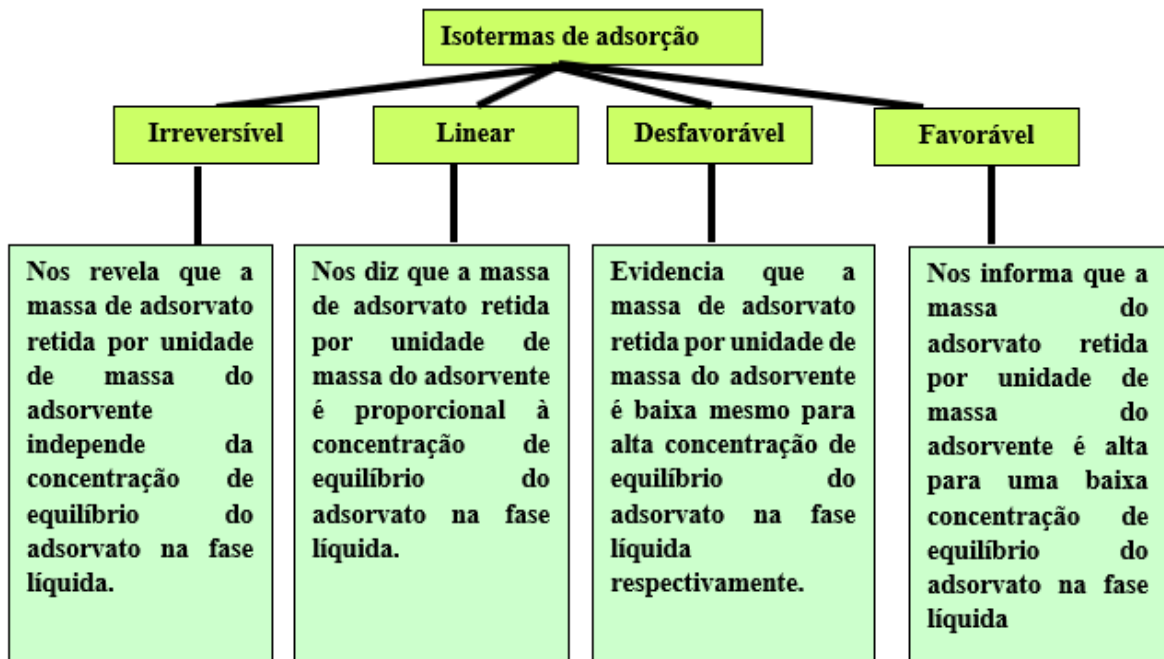 Isotermas de adsorção
Irreversível
Linear
Desfavorável
Favorável
Nos revela que a
massa de adsorvato
retida por unidade
de massa do
adsorvente
independe da
concentração de
equilíbrio do
adsorvato na fase
líquida.
Nos diz que a massa
de adsorvato retida
por unidade de
massa do adsorvente
é proporcional à
concentração de
equilíbrio do
adsorvato na fase
líquida.
Evidencia que a
massa de adsorvato
retida por unidade de
massa do adsorvente
é baixa mesmo para
alta concentração de
equilíbrio do
adsorvato na fase
líquida
respectivamente.
Nos informa que a
massa do
adsorvato retida
por unidade de
massa do
adsorvente é alta
para uma baixa
concentração de
equilíbrio do
adsorvato na fase
líquida